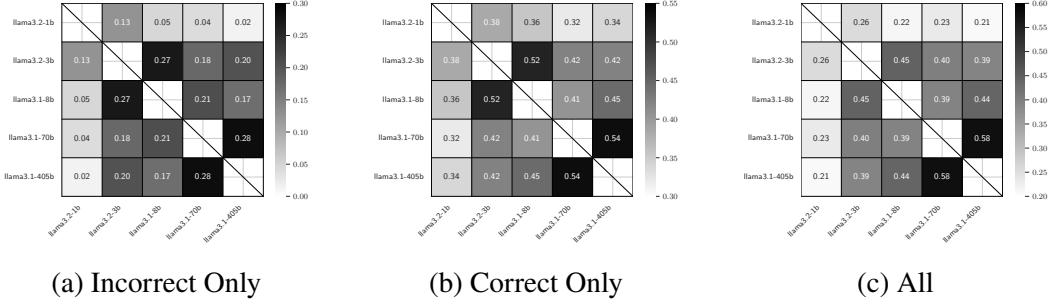 llama3.2-1b 0.13 0.05 0.04 0.02
llama3.2-3b 0.13 0.27 0.18 0.20
llama3.1-8b 0.05 0.27 0.21 0.17
llama3.1-70b 0.04 0.18 0.21 0.28
llama3.1-405b 0.02 0.20 0.17 0.28
llama3.2-1b llama3.2-3b llama3.1-8b llama3.1-70b llama3.1-405b
0.30
0.25
0.20
0.15
0.10
0.05
0.00
(a) Incorrect Only
llama3.2-1b 0.38 0.36 0.32 0.34
llama3.2-3b 0.38 0.52 0.42 0.42
llama3.1-8b 0.36 0.52 0.41 0.45
llama3.1-70b 0.32 0.42 0.41 0.54
llama3.1-405b 0.34 0.42 0.45 0.54
llama3.2-1b llama3.2-3b llama3.1-8b llama3.1-70b llama3.1-405b
0.55
0.50
0.45
0.40
0.35
0.30
(b) Correct Only
llama3.2-1b 0.26 0.22 0.23 0.21
llama3.2-3b 0.26 0.45 0.40 0.39
llama3.1-8b 0.22 0.45 0.39 0.44
llama3.1-70b 0.23 0.40 0.39 0.58
llama3.1-405b 0.21 0.39 0.44 0.58
llama3.2-1b llama3.2-3b llama3.1-8b llama3.1-70b llama3.1-405b
0.60
0.55
0.50
0.45
0.40
0.35
0.30
0.25
0.20
(c) All